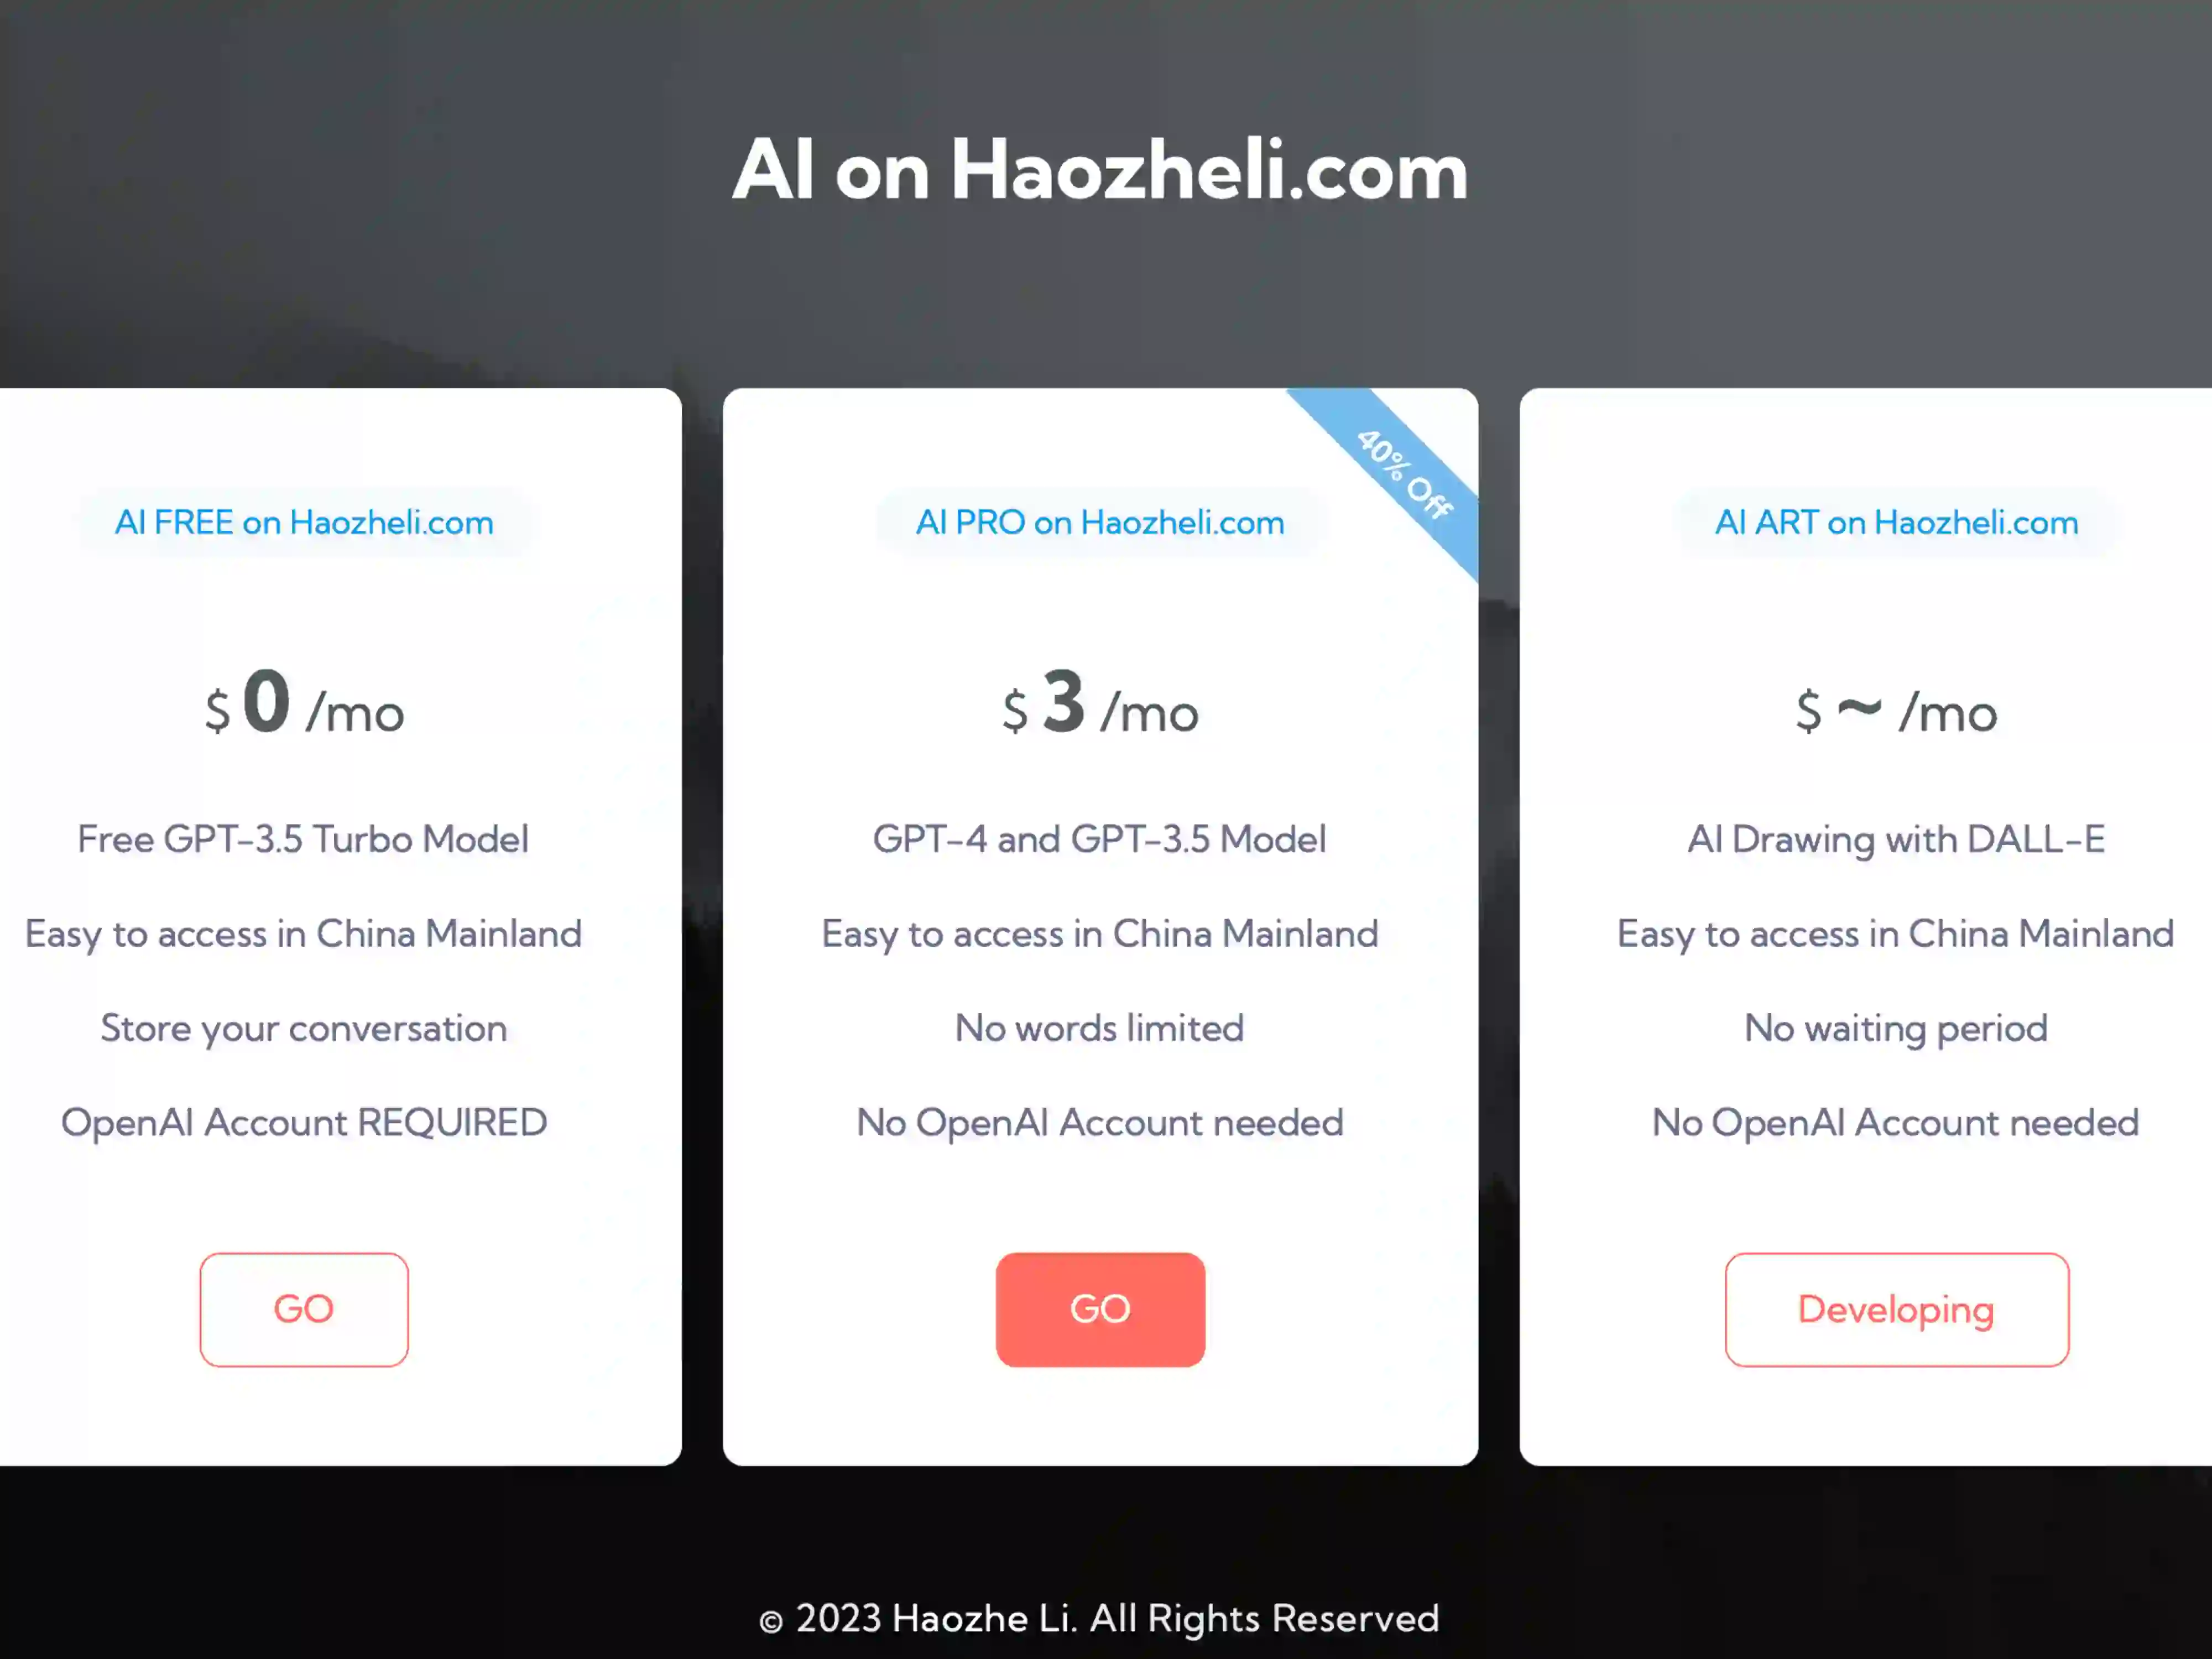 AI on Haozheli.com
AI FREE on Haozheli.com
$ 0 /mo
Free GPT-3.5 Turbo Model
Easy to access in China Mainland
Store your conversation
OpenAI Account REQUIRED
GO
40% Off
AI PRO on Haozheli.com
$ 3 /mo
GPT-4 and GPT-3.5 Model
Easy to access in China Mainland
No words limited
No OpenAI Account needed
GO
AI ART on Haozheli.com
$ ~ /mo
AI Drawing with DALL-E
Easy to access in China Mainland
No waiting period
No OpenAI Account needed
Developing
© 2023 Haozhe Li. All Rights Reserved